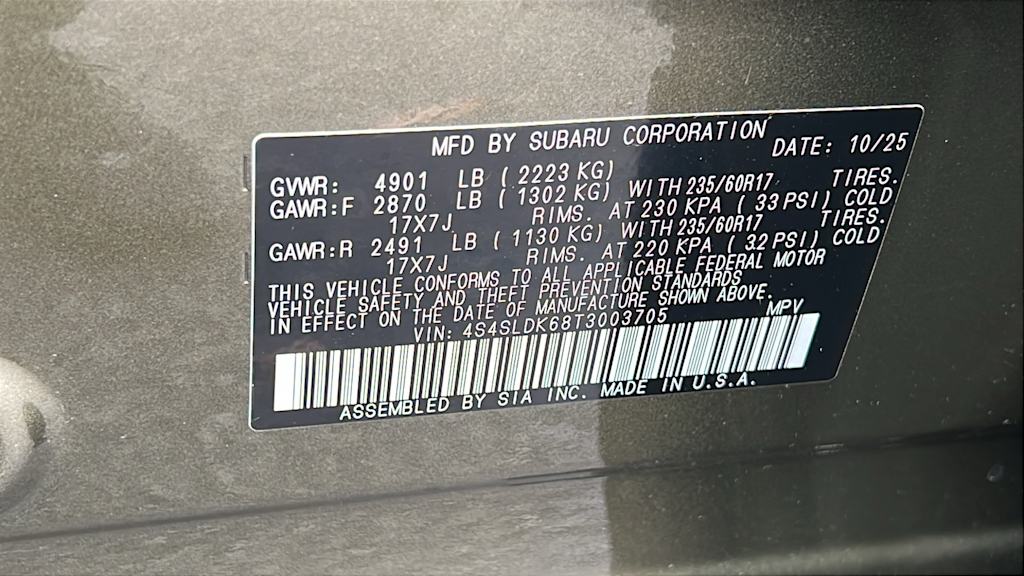 MFD BY SUBARU CORPORATION DATE: 10/25
GVWR: 4901 LB ( 2223 KG)
GAWR:F 2870 LB ( 1302 KG) WITH 235/60R17 TIRES.
17X7J RIMS. AT 230 KPA ( 33 PSI) COLD
GAWR:R 2491 LB ( 1130 KG) WITH 235/60R17 TIRES.
17X7J RIMS. AT 220 KPA ( 32 PSI) COLD
THIS VEHICLE CONFORMS TO ALL APPLICABLE FEDERAL MOTOR
VEHICLE SAFETY AND THEFT PREVENTION STANDARDS
IN EFFECT ON THE DATE OF MANUFACTURE SHOWN ABOVE.
VIN: 4S4SLDK68T3003705 MPV
ASSEMBLED BY SIA INC. MADE IN U.S.A.